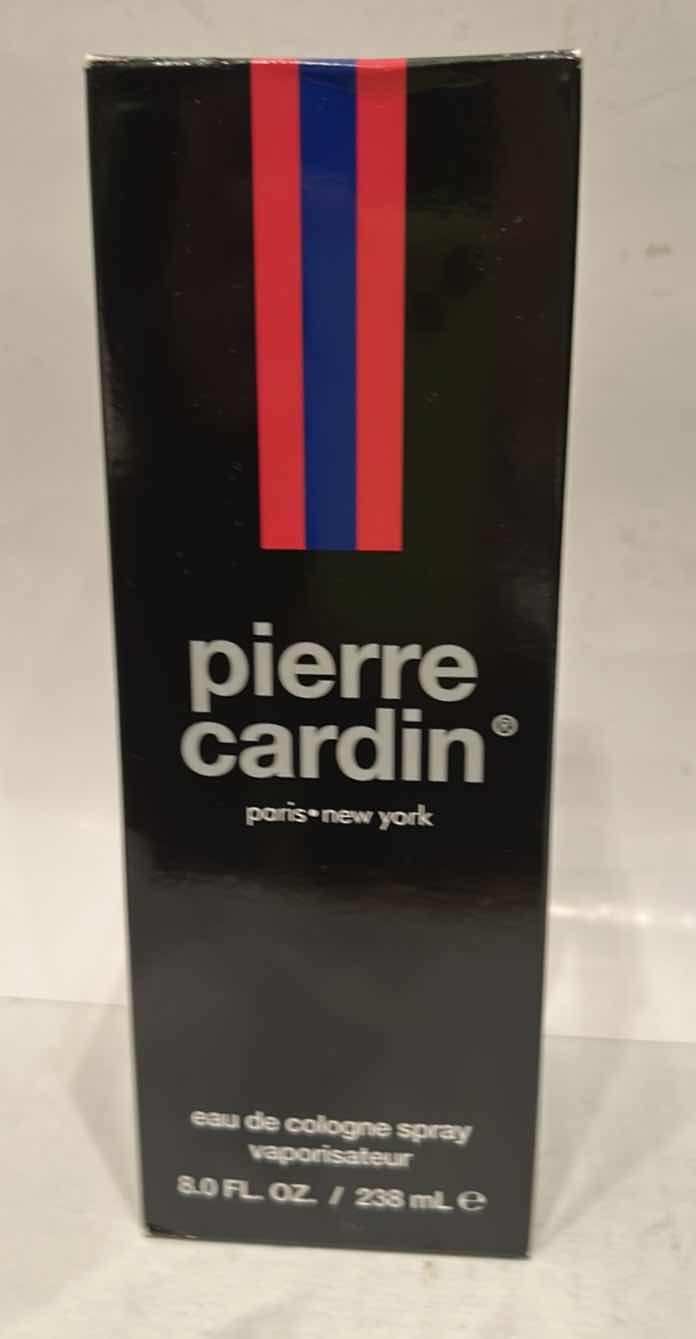 pierre
cardin®
paris•new york
eau de cologne spray
vaporisateur
8.0 FL. OZ. / 238 mL ℮